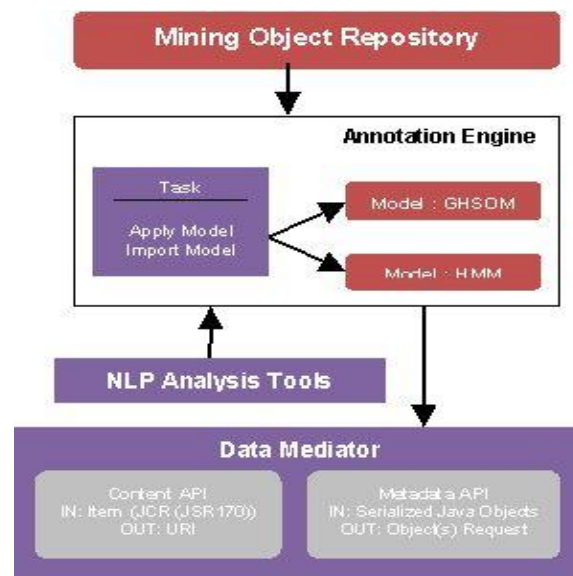 Mining Object Repository
Annotation Engine
Task
Apply Model
Import Model
Model : GHSOM
Model : HMM
NLP Analysis Tools
Data Mediator
Content API
IN: Item (JCR (JSR170))
OUT: URI
Metadata API
IN: Serialized Java Objects
OUT: Object(s) Request